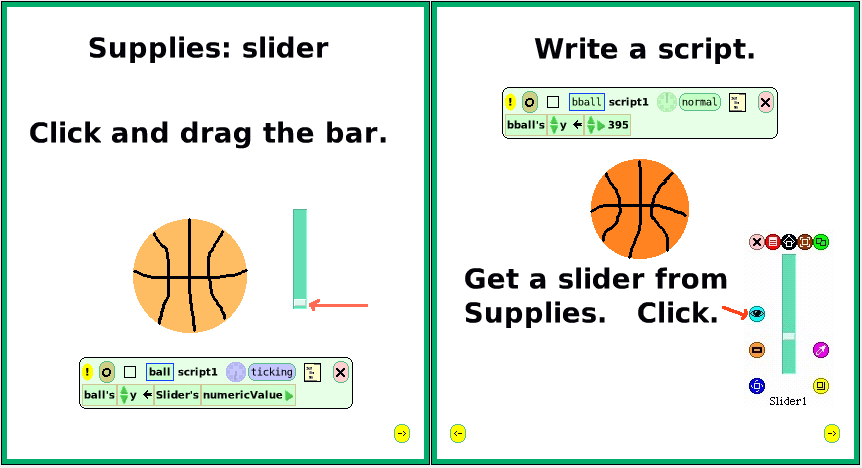 Supplies: slider
Click and drag the bar.
! ball script1 ticking
ball's y ← Slider's numericValue
Write a script.
! bball script1 normal
bball's y ← 395
Get a slider from
Supplies. Click.
Slider1